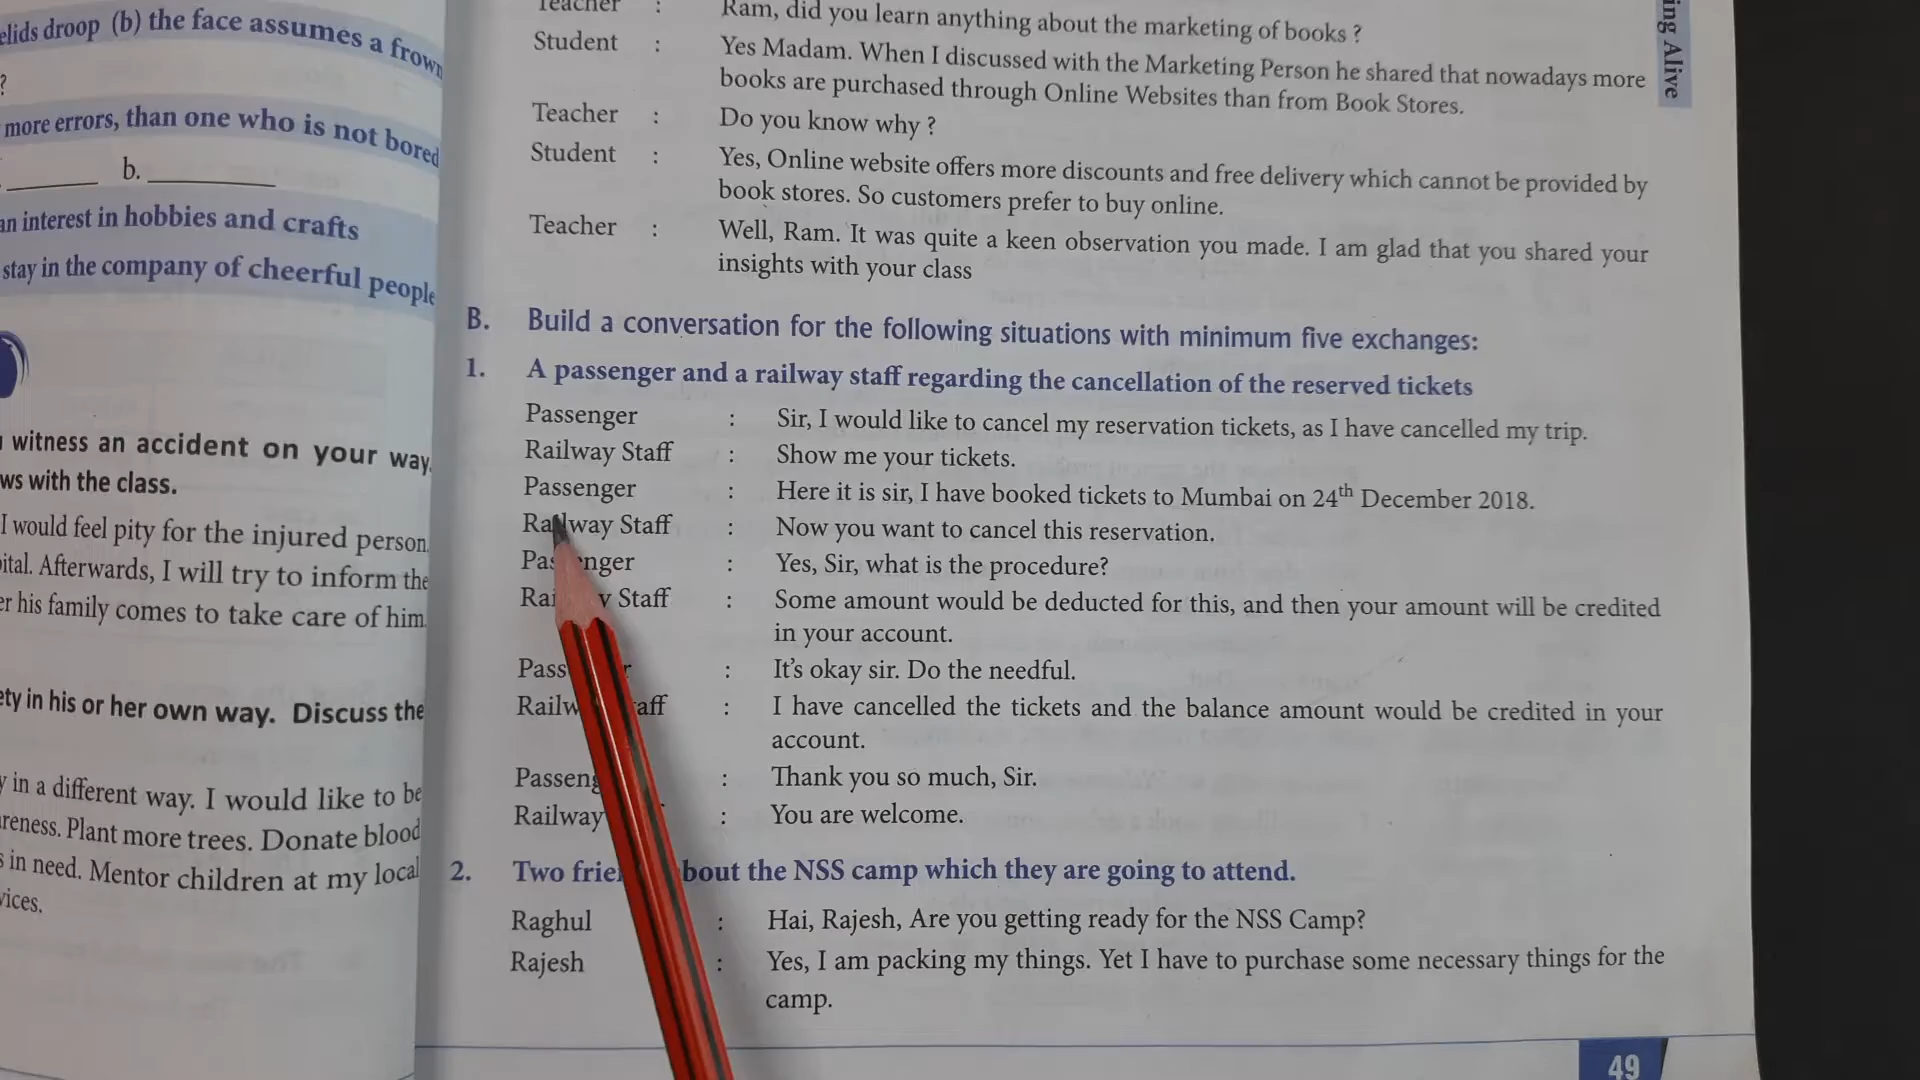 elids droop (b) the face assumes a frown
?
more errors, than one who is not bored
b.
an interest in hobbies and crafts
stay in the company of cheerful people
witness an accident on your way.
ws with the class.
I would feel pity for the injured person.
ital. Afterwards, I will try to inform the
er his family comes to take care of him.
ety in his or her own way. Discuss the
y in a different way. I would like to be
areness. Plant more trees. Donate blood
s in need. Mentor children at my local
vices.
Teacher : Ram, did you learn anything about the marketing of books ?
Student : Yes Madam. When I discussed with the Marketing Person he shared that nowadays more
books are purchased through Online Websites than from Book Stores.
Teacher : Do you know why ?
Student : Yes, Online website offers more discounts and free delivery which cannot be provided by
book stores. So customers prefer to buy online.
Teacher : Well, Ram. It was quite a keen observation you made. I am glad that you shared your
insights with your class
B. Build a conversation for the following situations with minimum five exchanges:
1. A passenger and a railway staff regarding the cancellation of the reserved tickets
Passenger : Sir, I would like to cancel my reservation tickets, as I have cancelled my trip.
Railway Staff : Show me your tickets.
Passenger : Here it is sir, I have booked tickets to Mumbai on 24th December 2018.
Railway Staff : Now you want to cancel this reservation.
Passenger : Yes, Sir, what is the procedure?
Railway Staff : Some amount would be deducted for this, and then your amount will be credited
in your account.
Passenger : It's okay sir. Do the needful.
Railway Staff : I have cancelled the tickets and the balance amount would be credited in your
account.
Passenger : Thank you so much, Sir.
Railway : You are welcome.
2. Two friends about the NSS camp which they are going to attend.
Raghul : Hai, Rajesh, Are you getting ready for the NSS Camp?
Rajesh : Yes, I am packing my things. Yet I have to purchase some necessary things for the
camp.
49
ing Alive